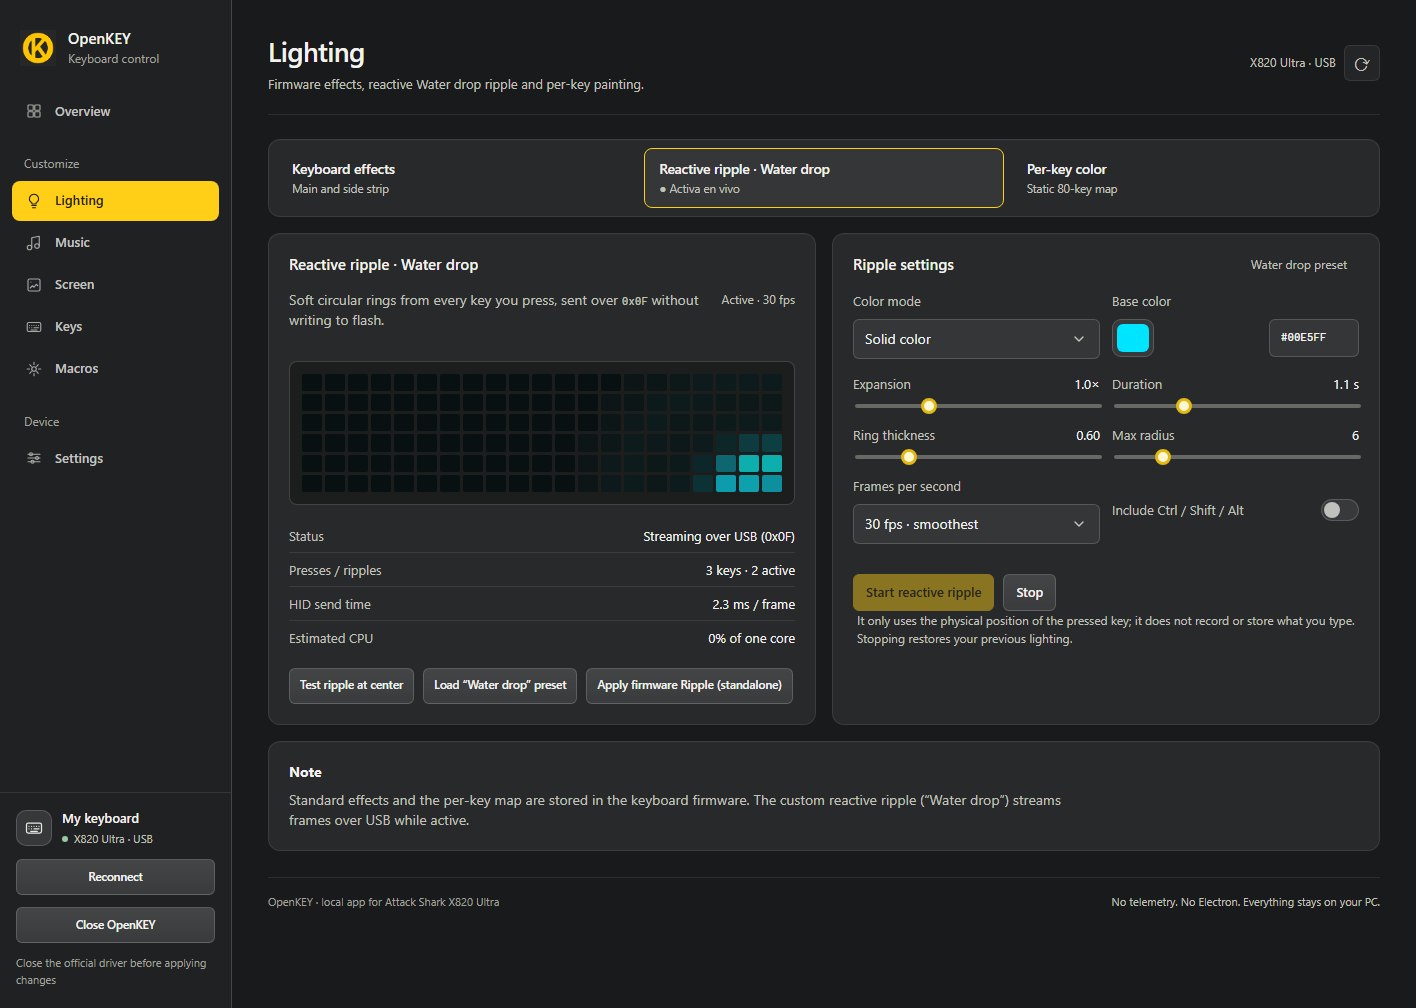 OpenKEY
Keyboard control
Overview
Customize
Lighting
Music
Screen
Keys
Macros
Device
Settings
My keyboard
X820 Ultra · USB
Reconnect
Close OpenKEY
Close the official driver before applying
changes
Lighting
Firmware effects, reactive Water drop ripple and per-key painting.
X820 Ultra · USB
Keyboard effects
Main and side strip
Reactive ripple · Water drop
● Activa en vivo
Per-key color
Static 80-key map
Reactive ripple · Water drop
Soft circular rings from every key you press, sent over 0x0F without
writing to flash.
Active · 30 fps
Status Streaming over USB (0x0F)
Presses / ripples 3 keys · 2 active
HID send time 2.3 ms / frame
Estimated CPU 0% of one core
Test ripple at center
Load “Water drop” preset
Apply firmware Ripple (standalone)
Ripple settings
Water drop preset
Color mode
Solid color
Base color
#00E5FF
Expansion 1.0×
Duration 1.1 s
Ring thickness 0.60
Max radius 6
Frames per second
30 fps · smoothest
Include Ctrl / Shift / Alt
Start reactive ripple
Stop
It only uses the physical position of the pressed key; it does not record or store what you type.
Stopping restores your previous lighting.
Note
Standard effects and the per-key map are stored in the keyboard firmware. The custom reactive ripple (“Water drop”) streams
frames over USB while active.
OpenKEY · local app for Attack Shark X820 Ultra
No telemetry. No Electron. Everything stays on your PC.